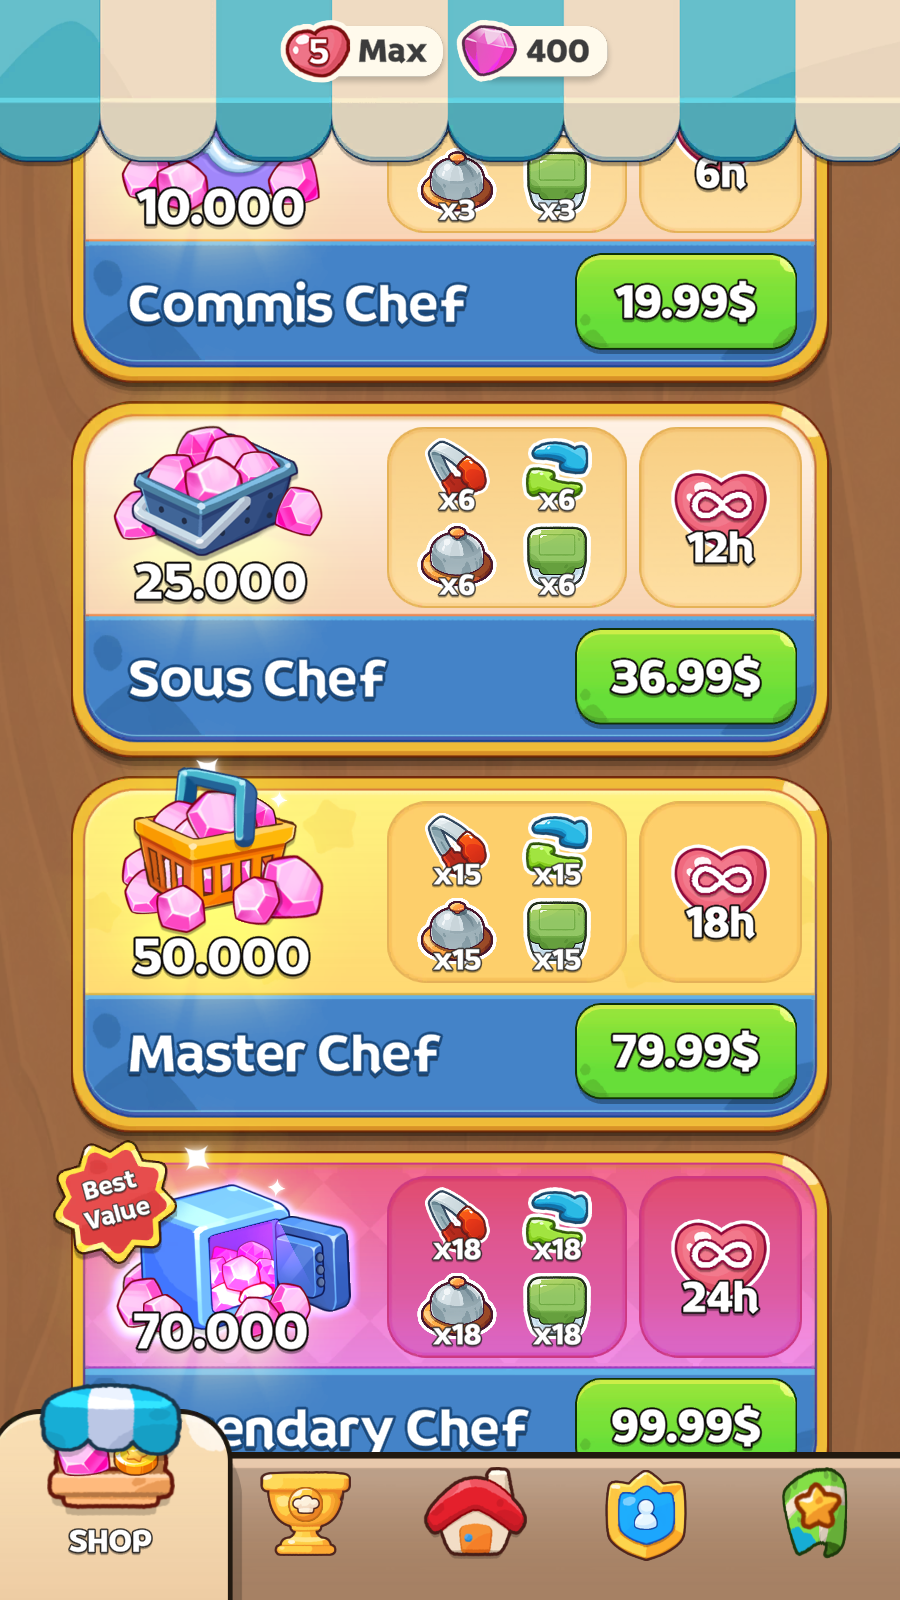 5 Max 400
10.000
x3 x3
6h
Commis Chef
19.99$
x6 x6
x6 x6
12h
25.000
Sous Chef
36.99$
x15 x15
x15 x15
18h
50.000
Master Chef
79.99$
Best
Value
x18 x18
x18 x18
24h
70.000
endary Chef
99.99$
SHOP